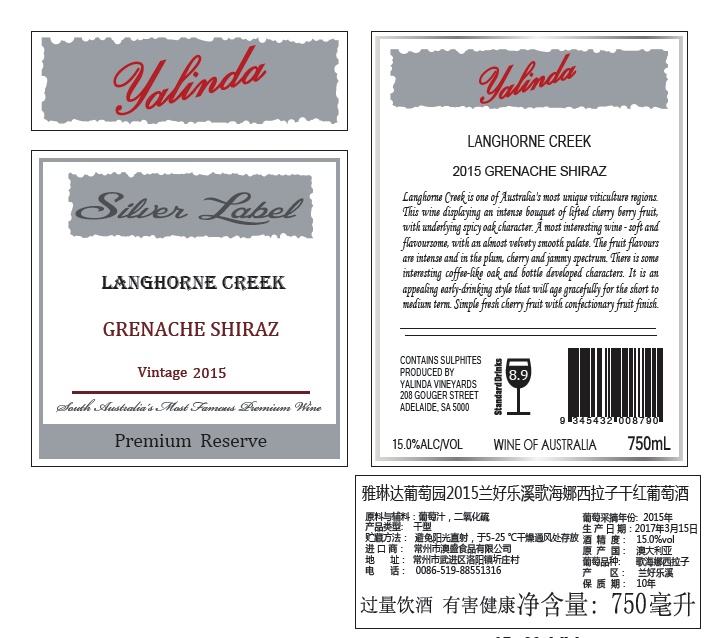 Yalinda
Silver Label
LANGHORNE CREEK
GRENACHE SHIRAZ
Vintage 2015
South Australia's Most Famous Premium Wine
Premium Reserve
Yalinda
LANGHORNE CREEK
2015 GRENACHE SHIRAZ
Langhorne Creek is one of Australia's most unique viticulture regions.
This wine displaying an intense bouquet of lifted cherry berry fruit,
with underlying spicy oak character. A most interesting wine - soft and
flavoursome, with an almost velvety smooth palate. The fruit flavours
are intense and in the plum, cherry and jammy spectrum. There is some
interesting coffee-like oak and bottle developed characters. It is an
appealing early-drinking style that will age gracefully for the short to
medium term. Simple fresh cherry fruit with confectionary fruit finish.
CONTAINS SULPHITES
PRODUCED BY
YALINDA VINEYARDS
208 GOUGER STREET
ADELAIDE, SA 5000
Standard Drinks
8.9
9 345432 008790
15.0%ALC/VOL WINE OF AUSTRALIA 750mL
雅琳达葡萄园2015兰好乐溪歌海娜西拉子干红葡萄酒
原料与辅料：葡萄汁，二氧化硫
产品类型: 干型
贮藏方法： 避免阳光直射，于5-25 ℃干燥通风处存放
进 口 商： 常州市澳盛食品有限公司
地 址： 常州市武进区洛阳镇圻庄村
电 话： 0086-519-88551316
葡萄采摘年份: 2015年
生 产 日 期：2017年3月15日
酒 精 度： 15.0%vol
原 产 国： 澳大利亚
葡萄品种: 歌海娜西拉子
产 区： 兰好乐溪
保 质 期： 10年
过量饮酒 有害健康净含量：750毫升